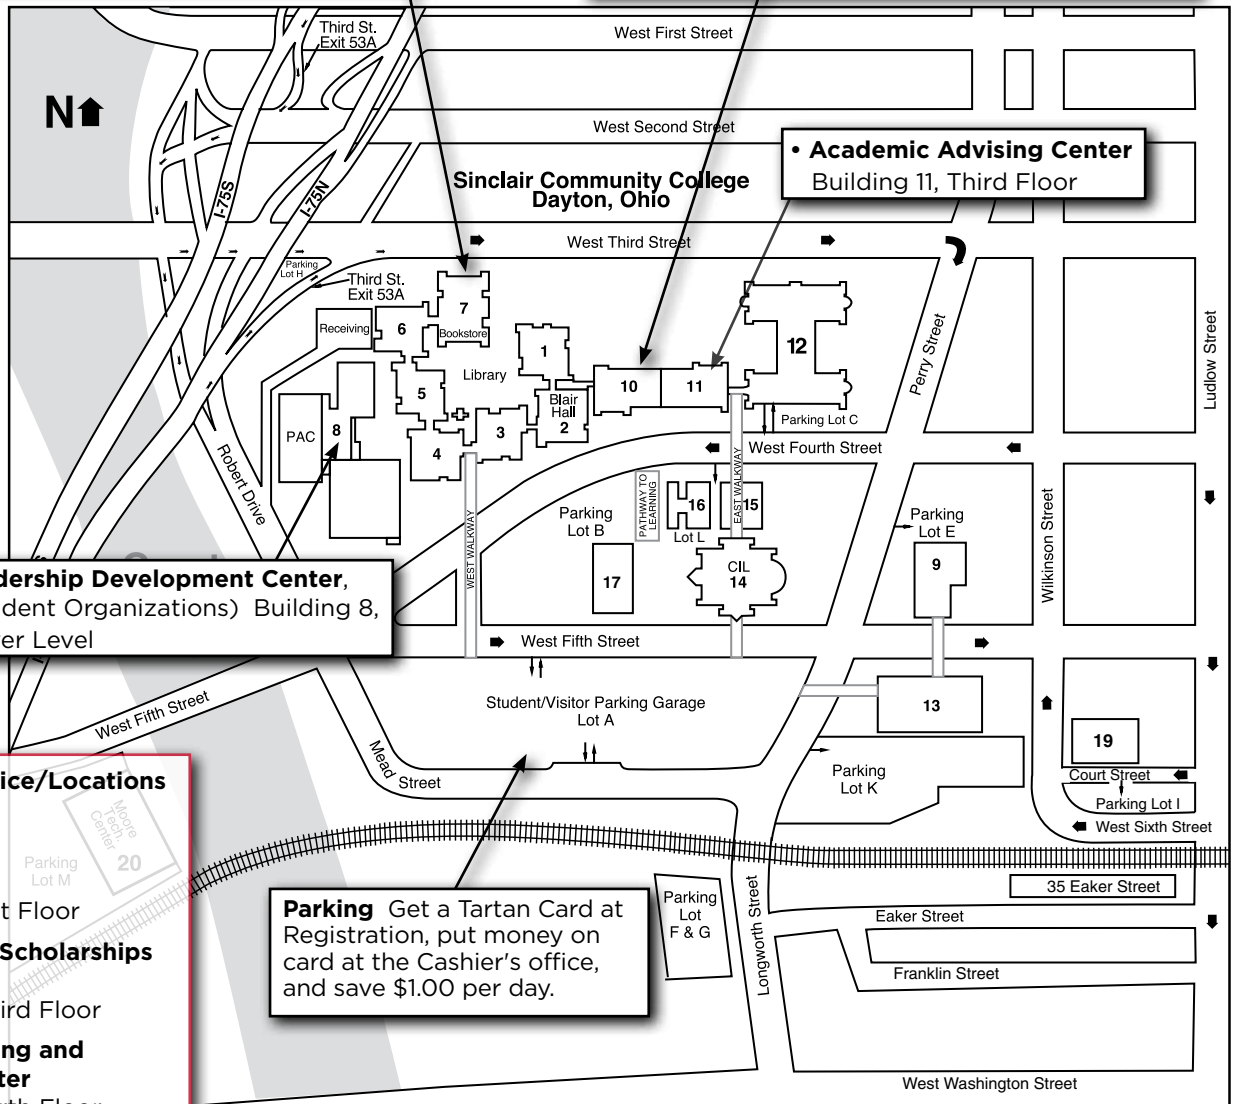 Third St.
Exit 53A
West First Street
N
West Second Street
• Academic Advising Center
Building 11, Third Floor
Sinclair Community College
Dayton, Ohio
I-75S
I-75N
West Third Street
Parking
Lot H
Third St.
Exit 53A
Receiving
6
7
Bookstore
1
12
Perry Street
Ludlow Street
Library
5
10
11
Blair
Hall
2
PAC
8
3
4
Parking Lot C
West Fourth Street
Robert Drive
WEST WALKWAY
EAST WALKWAY
PATHWAY TO
LEARNING
16
15
Lot L
Parking
Lot B
Parking
Lot E
9
Wilkinson Street
17
CIL
14
dership Development Center,
dent Organizations) Building 8,
er Level
West Fifth Street
West Fifth Street
Student/Visitor Parking Garage
Lot A
13
19
Mead Street
Parking
Lot K
Court Street
Parking Lot I
West Sixth Street
ice/Locations
Moore
Tech.
Center
20
Parking
Lot M
t Floor
Scholarships
ird Floor
ng and
ter
rth Floor
Parking Get a Tartan Card at
Registration, put money on
card at the Cashier's office,
and save $1.00 per day.
Parking
Lot
F & G
Longworth Street
35 Eaker Street
Eaker Street
Franklin Street
West Washington Street